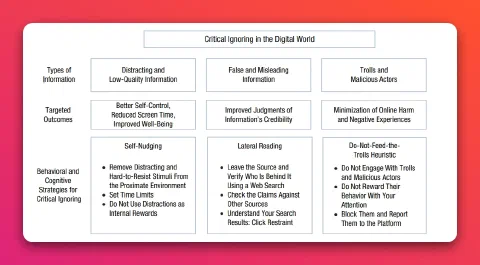 Critical Ignoring in the Digital World
Types of
Information
Distracting and
Low-Quality Information
False and Misleading
Information
Trolls and
Malicious Actors
Targeted
Outcomes
Better Self-Control,
Reduced Screen Time,
Improved Well-Being
Improved Judgments of
Information's Credibility
Minimization of Online Harm
and Negative Experiences
Behavioral and
Cognitive
Strategies for
Critical Ignoring
Self-Nudging
• Remove Distracting and
Hard-to-Resist Stimuli From
the Proximate Environment
• Set Time Limits
• Do Not Use Distractions as
Internal Rewards
Lateral Reading
• Leave the Source and
Verify Who Is Behind It
Using a Web Search
• Check the Claims Against
Other Sources
• Understand Your Search
Results: Click Restraint
Do-Not-Feed-the-
Trolls Heuristic
• Do Not Engage With Trolls
and Malicious Actors
• Do Not Reward Their
Behavior With Your
Attention
• Block Them and Report
Them to the Platform